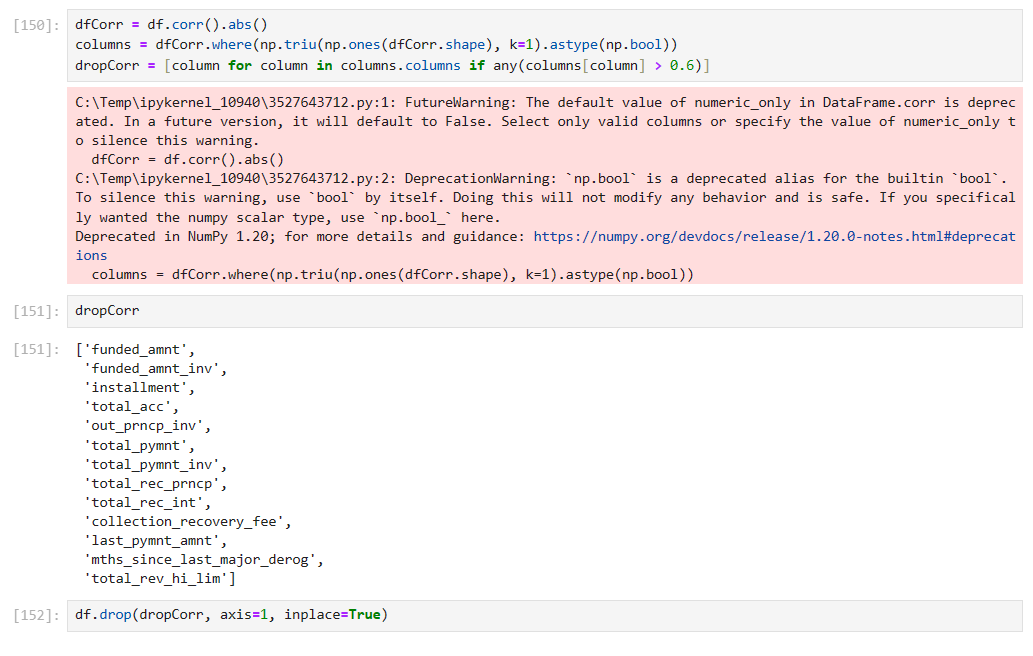 [150]: dfCorr = df.corr().abs()
columns = dfCorr.where(np.triu(np.ones(dfCorr.shape), k=1).astype(np.bool))
dropCorr = [column for column in columns.columns if any(columns[column] > 0.6)]
C:\Temp\ipykernel_10940\3527643712.py:1: FutureWarning: The default value of numeric_only in DataFrame.corr is deprec
ated. In a future version, it will default to False. Select only valid columns or specify the value of numeric_only t
o silence this warning.
  dfCorr = df.corr().abs()
C:\Temp\ipykernel_10940\3527643712.py:2: DeprecationWarning: `np.bool` is a deprecated alias for the builtin `bool`.
To silence this warning, use `bool` by itself. Doing this will not modify any behavior and is safe. If you specifical
ly wanted the numpy scalar type, use `np.bool_` here.
Deprecated in NumPy 1.20; for more details and guidance: https://numpy.org/devdocs/release/1.20.0-notes.html#deprecat
ions
  columns = dfCorr.where(np.triu(np.ones(dfCorr.shape), k=1).astype(np.bool))
[151]: dropCorr
[151]: ['funded_amnt',
 'funded_amnt_inv',
 'installment',
 'total_acc',
 'out_prncp_inv',
 'total_pymnt',
 'total_pymnt_inv',
 'total_rec_prncp',
 'total_rec_int',
 'collection_recovery_fee',
 'last_pymnt_amnt',
 'mths_since_last_major_derog',
 'total_rev_hi_lim']
[152]: df.drop(dropCorr, axis=1, inplace=True)